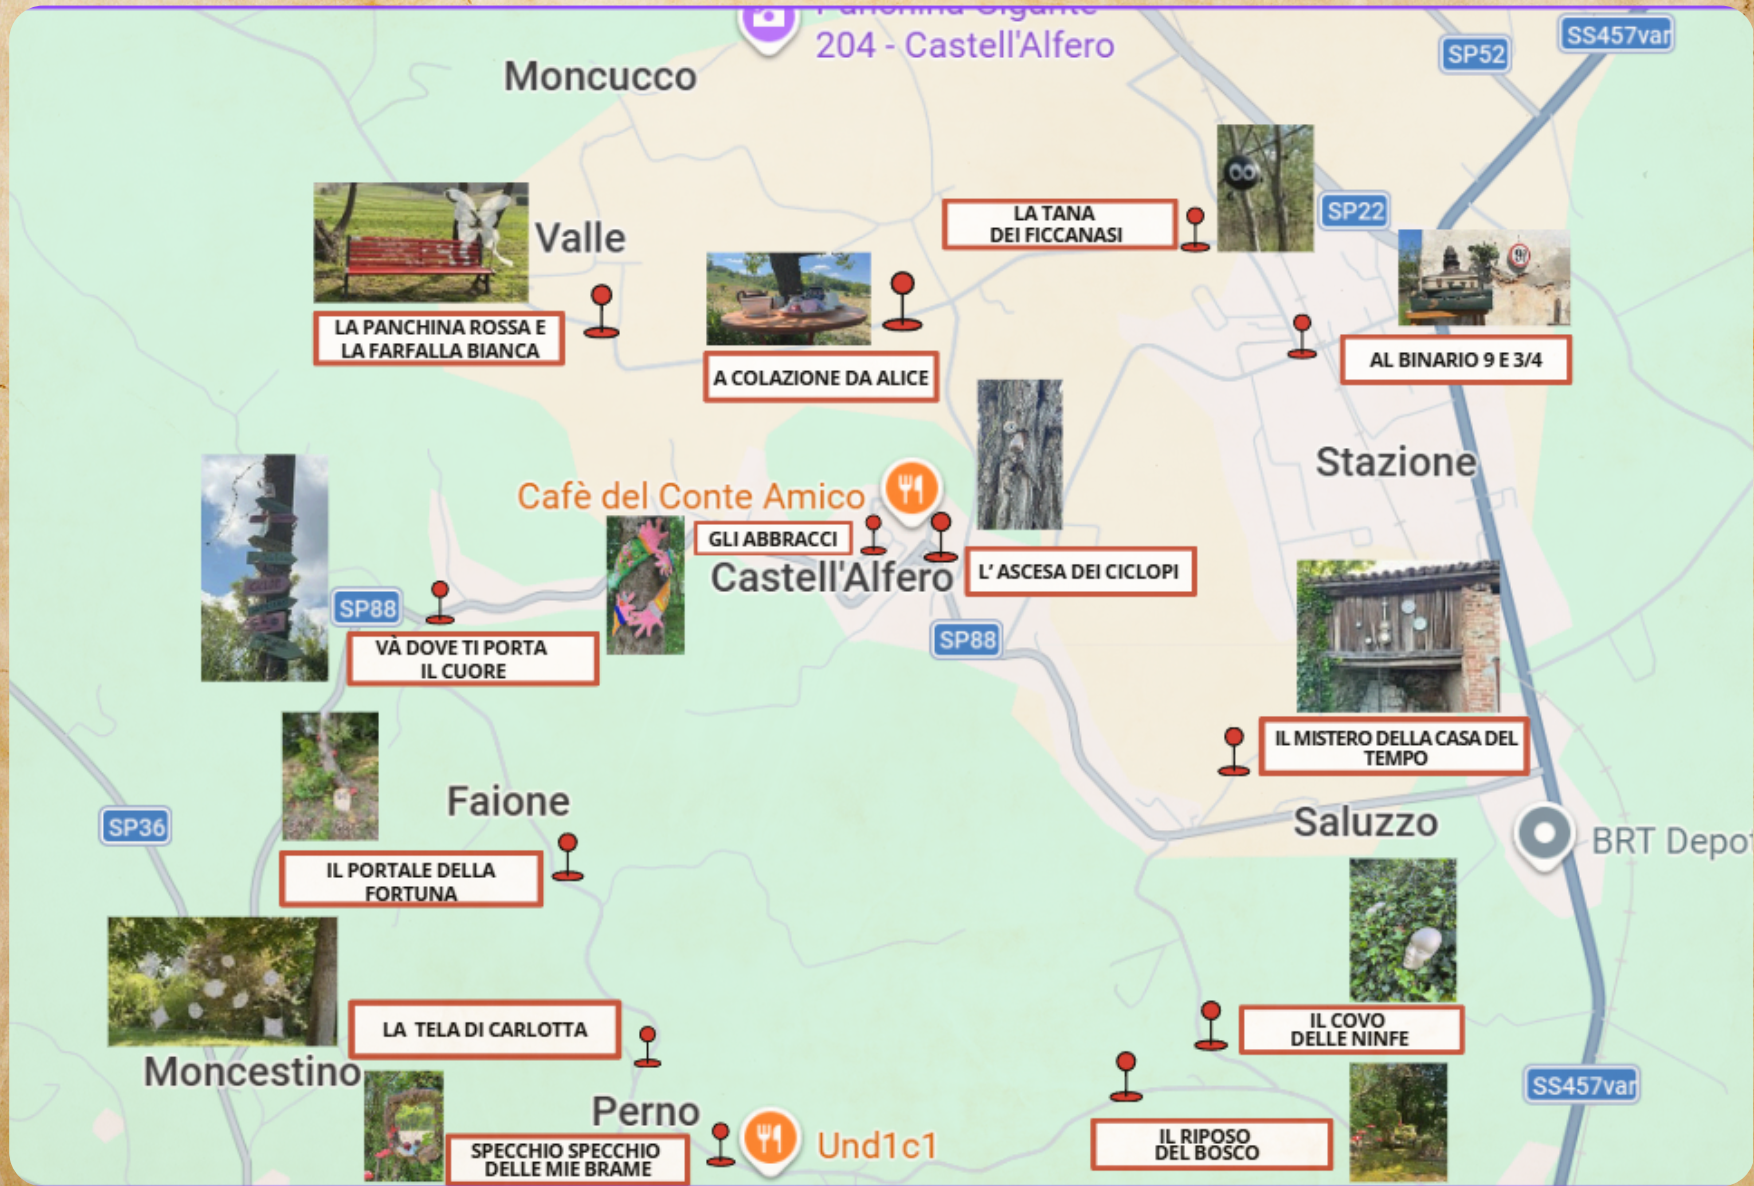 204 - Castell'Alfero
SP52
SS457var
Moncucco
LA TANA
DEI FICCANASI
SP22
Valle
LA PANCHINA ROSSA E
LA FARFALLA BIANCA
A COLAZIONE DA ALICE
AL BINARIO 9 E 3/4
Stazione
Cafè del Conte Amico
GLI ABBRACCI
L' ASCESA DEI CICLOPI
Castell'Alfero
SP88
SP88
VÀ DOVE TI PORTA
IL CUORE
IL MISTERO DELLA CASA DEL
TEMPO
Faione
SP36
Saluzzo
BRT Depot
IL PORTALE DELLA
FORTUNA
LA TELA DI CARLOTTA
IL COVO
DELLE NINFE
Moncestino
SS457var
Perno
Und1c1
SPECCHIO SPECCHIO
DELLE MIE BRAME
IL RIPOSO
DEL BOSCO